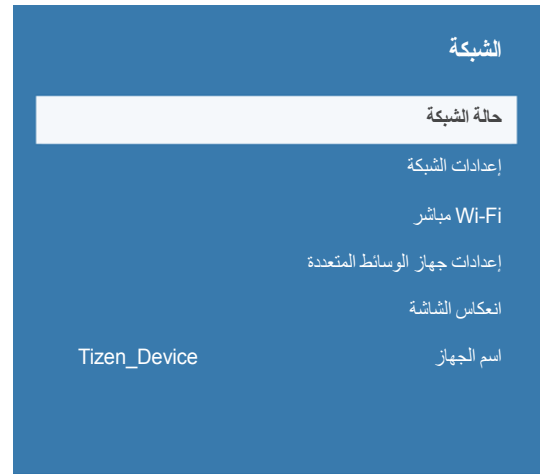 الشبكة
حالة الشبكة
إعدادات الشبكة
Wi-Fi مباشر
إعدادات جهاز الوسائط المتعددة
انعكاس الشاشة
اسم الجهاز Tizen_Device